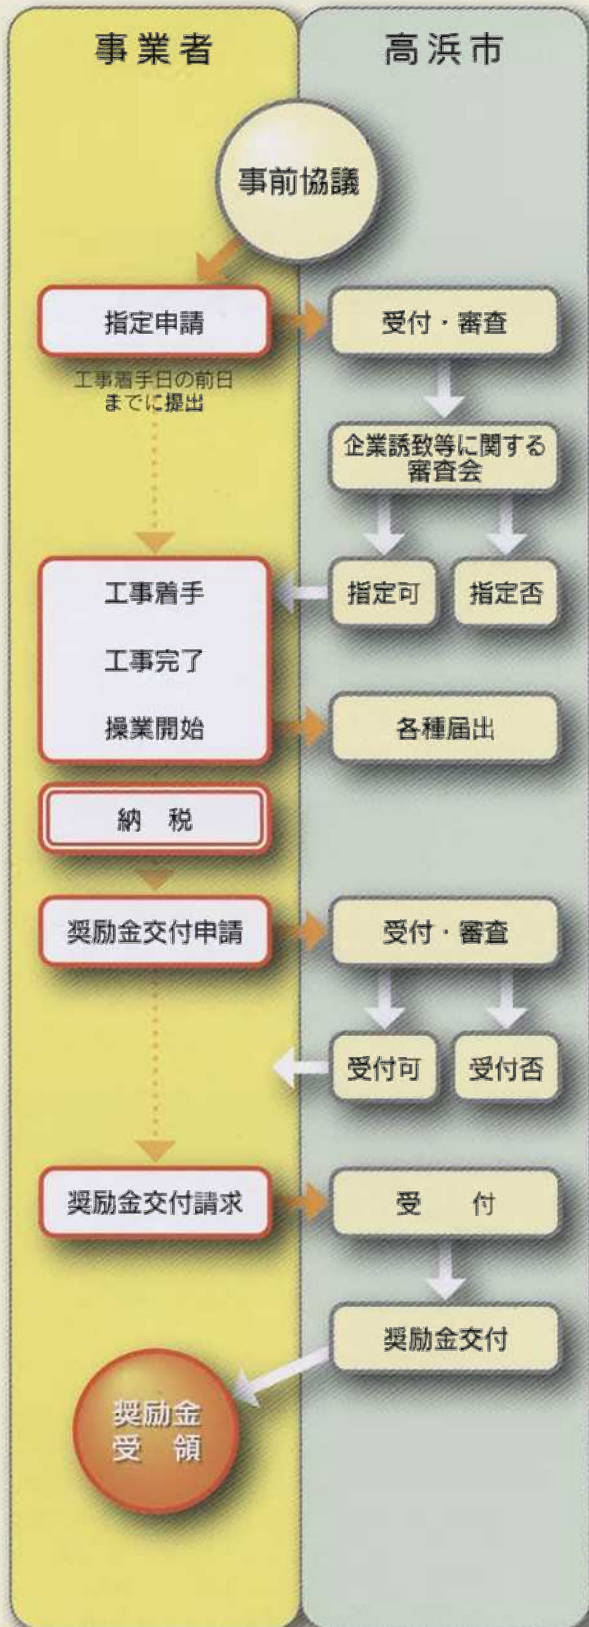 事業者
高浜市
事前協議
指定申請
受付・審査
工事着手日の前日
までに提出
企業誘致等に関する
審査会
工事着手
指定可
指定否
工事完了
操業開始
各種届出
納 税
奨励金交付申請
受付・審査
受付可
受付否
奨励金交付請求
受 付
奨励金交付
奨励金
受 領